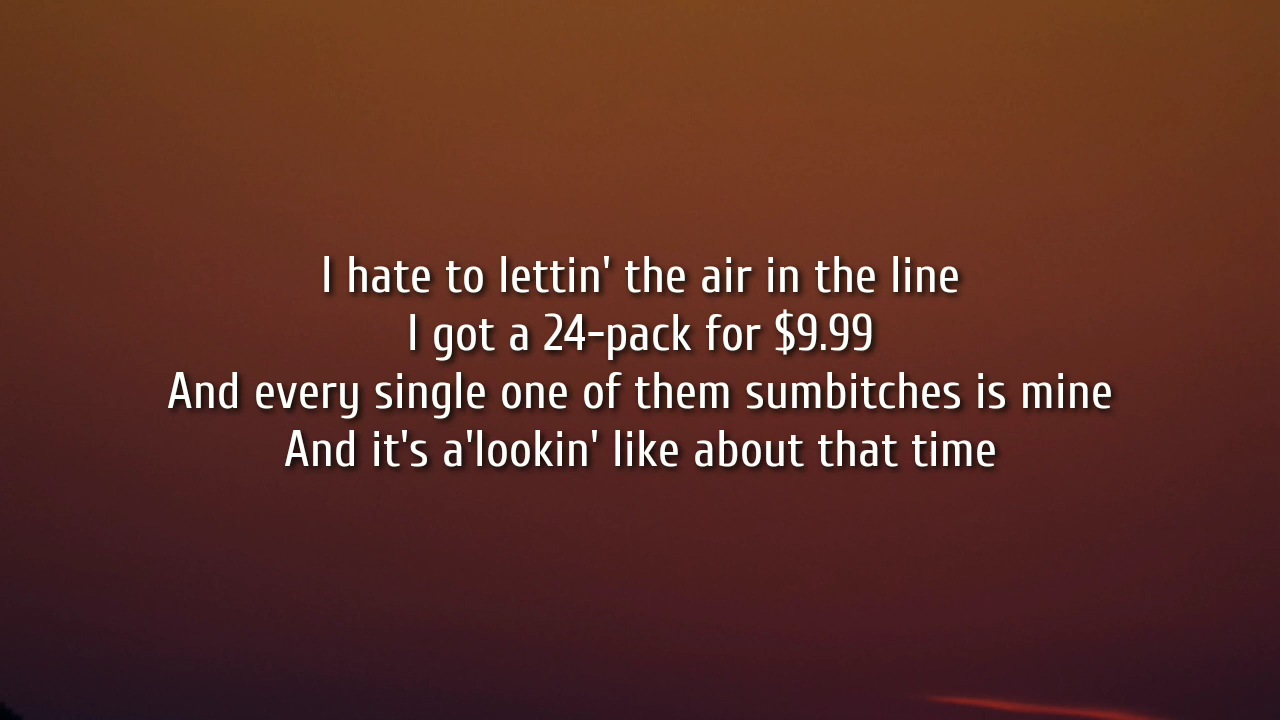 I hate to lettin' the air in the line
I got a 24-pack for $9.99
And every single one of them sumbitches is mine
And it's a'lookin' like about that time